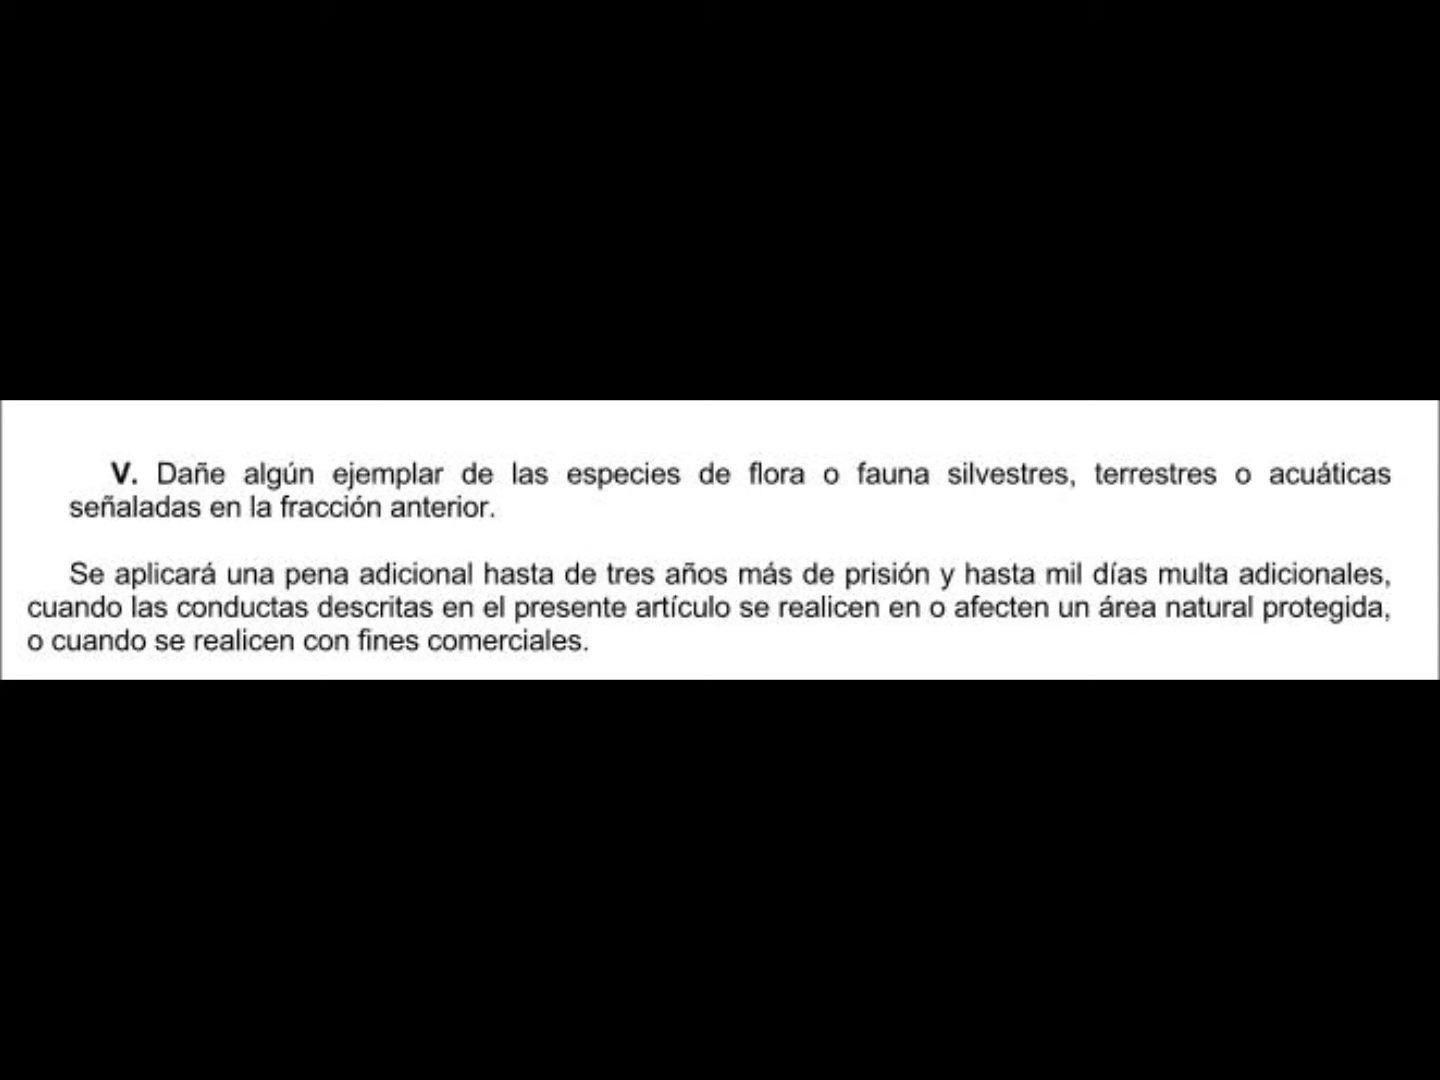 V. Dañe algún ejemplar de las especies de flora o fauna silvestres, terrestres o acuáticas
señaladas en la fracción anterior.
Se aplicará una pena adicional hasta de tres años más de prisión y hasta mil días multa adicionales,
cuando las conductas descritas en el presente artículo se realicen en o afecten un área natural protegida,
o cuando se realicen con fines comerciales.